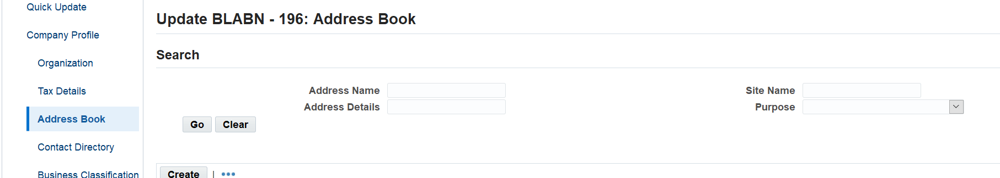 Quick Update
Company Profile
Organization
Tax Details
Address Book
Contact Directory
Business Classification
Update BLABN - 196: Address Book
Search
Address Name
Site Name
Address Details
Purpose
Go Clear
Create |